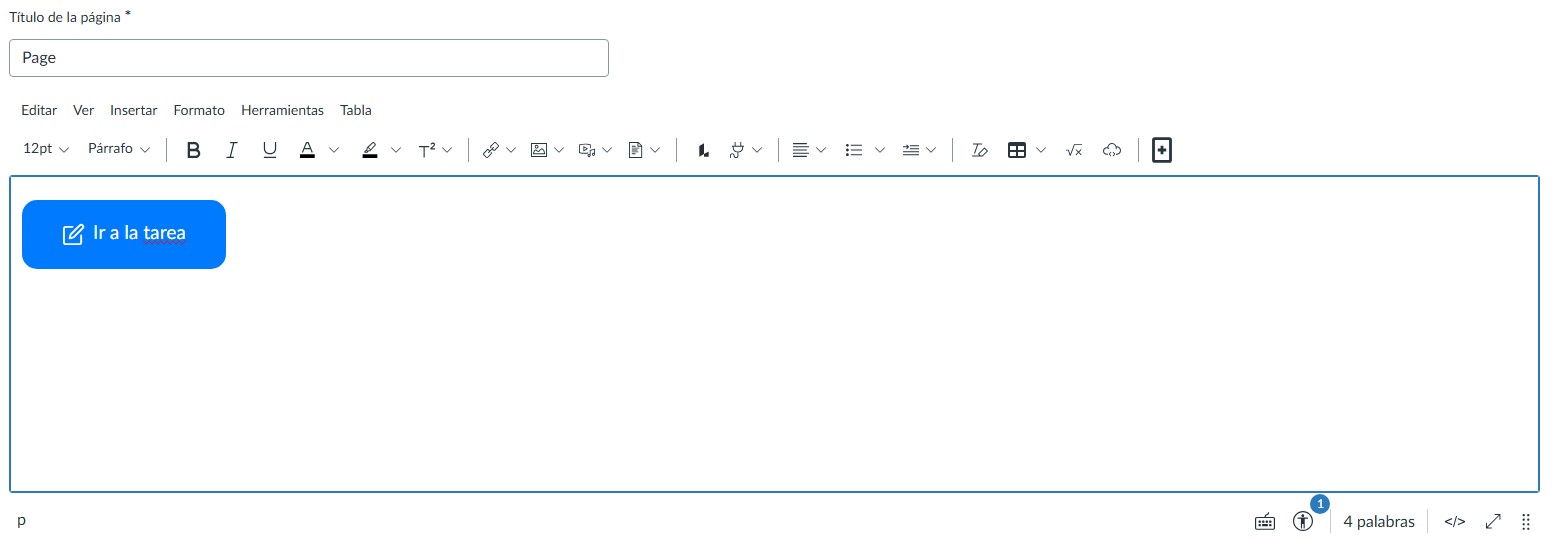 Título de la página *
Page
Editar Ver Insertar Formato Herramientas Tabla
12pt Párrafo B I U A T²
√x
Ir a la tarea
p
1
4 palabras
</>